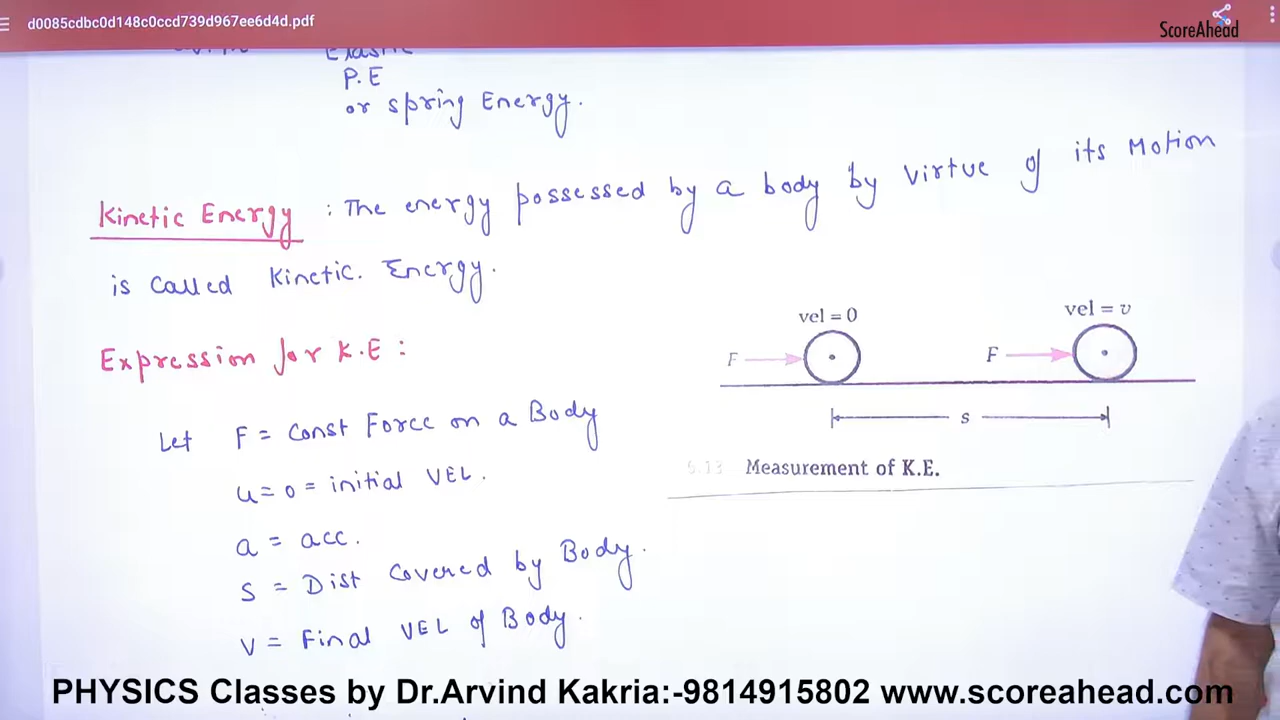 d0085cdbc0d148c0ccd739d967ee6d4d.pdf
ScoreAhead
P.E
or spring Energy.
Kinetic Energy : The energy possessed by a body by virtue of its Motion
is called Kinetic. Energy.
Expression for K.E :
vel = 0
vel = v
F
F
s
5.13 Measurement of K.E.
Let F = Const Force on a Body
u = 0 = initial VEL.
a = acc.
S = Dist Covered by Body.
V = Final VEL of Body.
PHYSICS Classes by Dr.Arvind Kakria:-9814915802 www.scoreahead.com